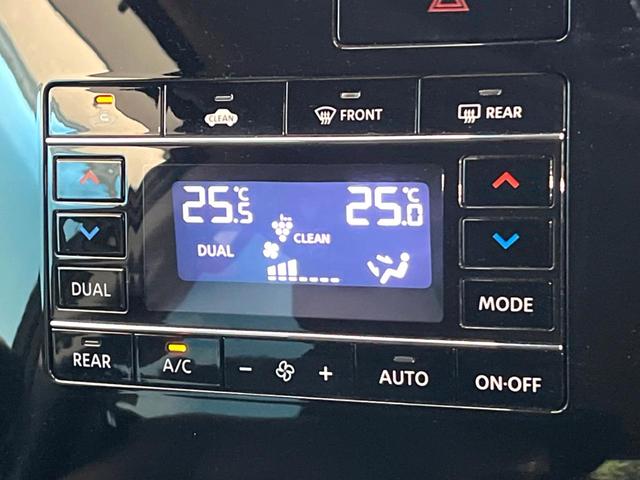 CLEAN FRONT REAR
25.5°C 25.0°C
CLEAN
DUAL
DUAL MODE
REAR A/C - + AUTO ON·OFF